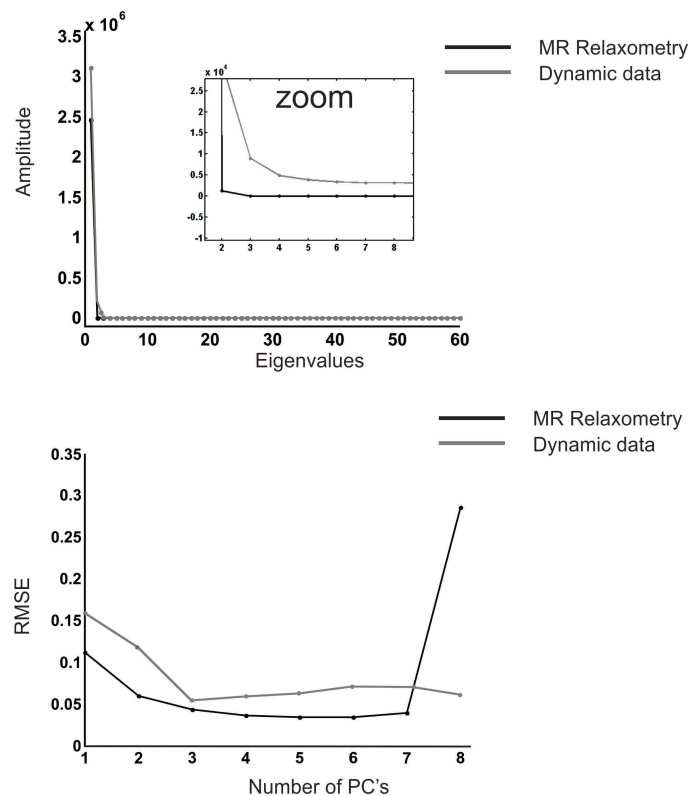 x 10⁶
3.5
3
2.5
2
1.5
1
0.5
0
Amplitude
0 10 20 30 40 50 60
Eigenvalues
MR Relaxometry
Dynamic data
x 10⁴
zoom
2.5
2
1.5
1
0.5
0
-0.5
-1
2 3 4 5 6 7 8
MR Relaxometry
Dynamic data
0.35
0.3
0.25
0.2
0.15
0.1
0.05
0
RMSE
1 2 3 4 5 6 7 8
Number of PC's